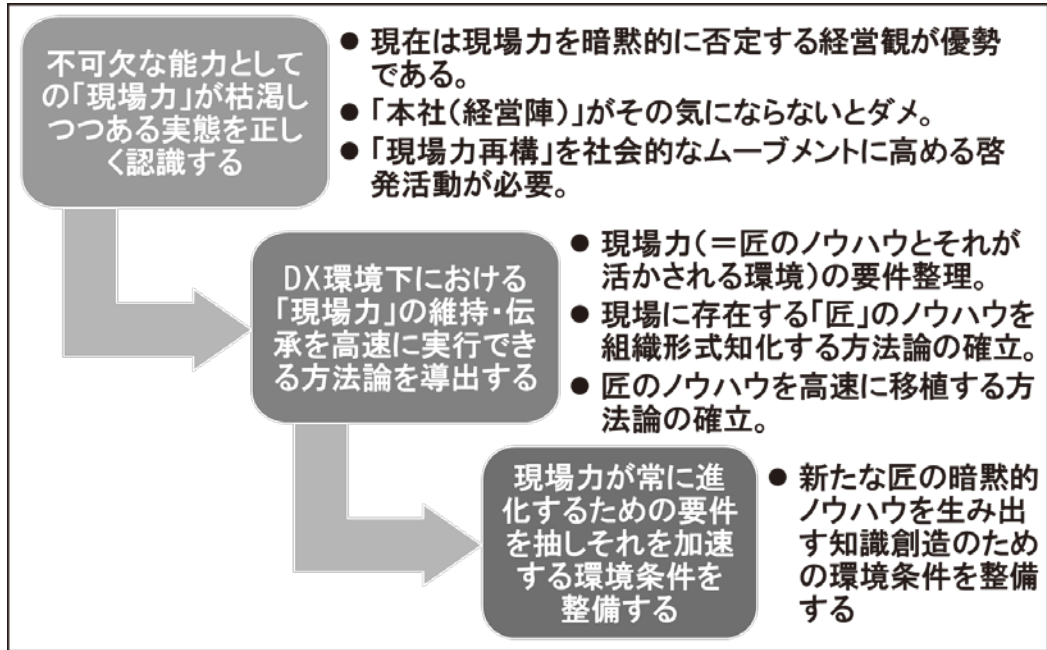 不可欠な能力として
の「現場力」が枯渇し
つつある実態を正し
く認識する
● 現在は現場力を暗黙的に否定する経営観が優勢
である。
● 「本社(経営陣)」がその気にならないとダメ。
● 「現場力再構」を社会的なムーブメントに高める啓
発活動が必要。
DX環境下における
「現場力」の維持・伝
承を高速に実行でき
る方法論を導出する
● 現場力(=匠のノウハウとそれが
活かされる環境)の要件整理。
● 現場に存在する「匠」のノウハウを
組織形式知化する方法論の確立。
● 匠のノウハウを高速に移植する方
法論の確立。
現場力が常に進
化するための要件
を抽しそれを加速
する環境条件を
整備する
● 新たな匠の暗黙的
ノウハウを生み出
す知識創造のため
の環境条件を整備
する